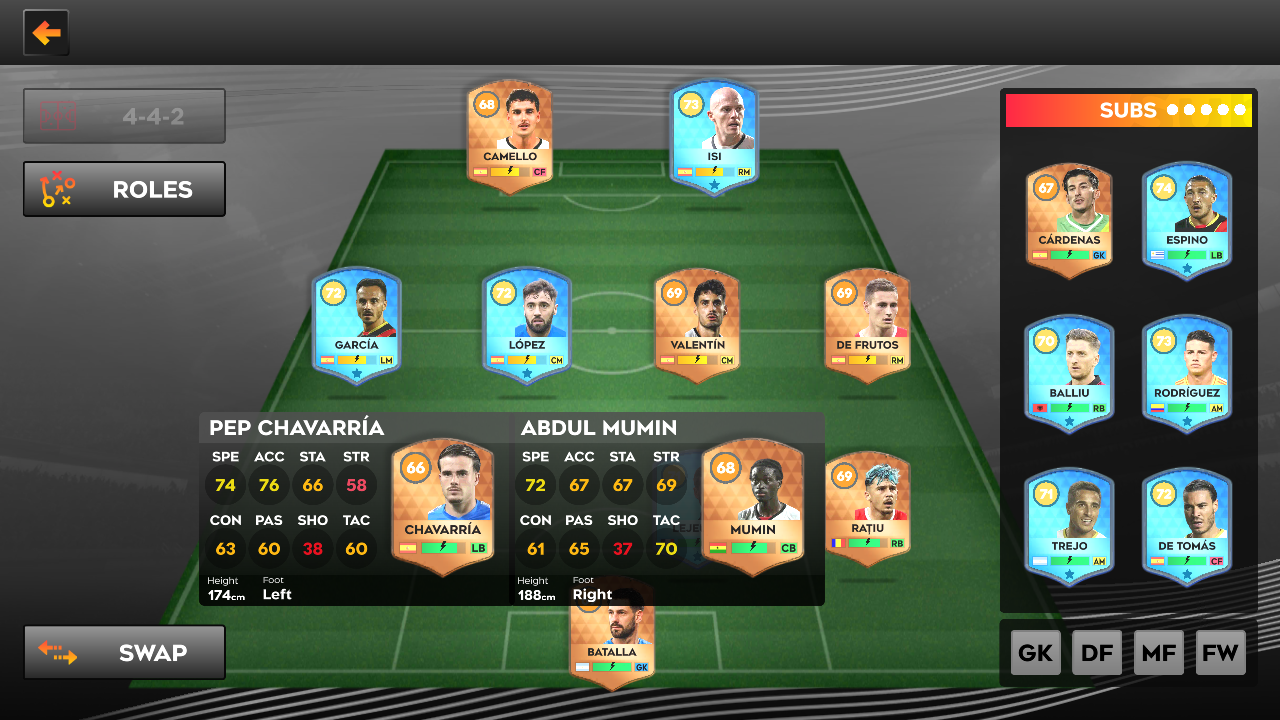 4-4-2
ROLES
SWAP
68
CAMELLO
CF
73
ISI
RM
72
GARCÍA
LM
72
LÓPEZ
CM
69
VALENTÍN
CM
69
DE FRUTOS
RM
PEP CHAVARRÍA
SPE ACC STA STR
74 76 66 58
CON PAS SHO TAC
63 60 38 60
Height Foot
174cm Left
66
CHAVARRÍA
LB
ABDUL MUMIN
SPE ACC STA STR
72 67 67 69
CON PAS SHO TAC
61 65 37 70
Height Foot
188cm Right
68
MUMIN
CB
69
RAȚIU
RB
BATALLA
GK
SUBS
67
CÁRDENAS
GK
74
ESPINO
LB
70
BALLIU
RB
73
RODRÍGUEZ
AM
71
TREJO
AM
72
DE TOMÁS
CF
GK DF MF FW